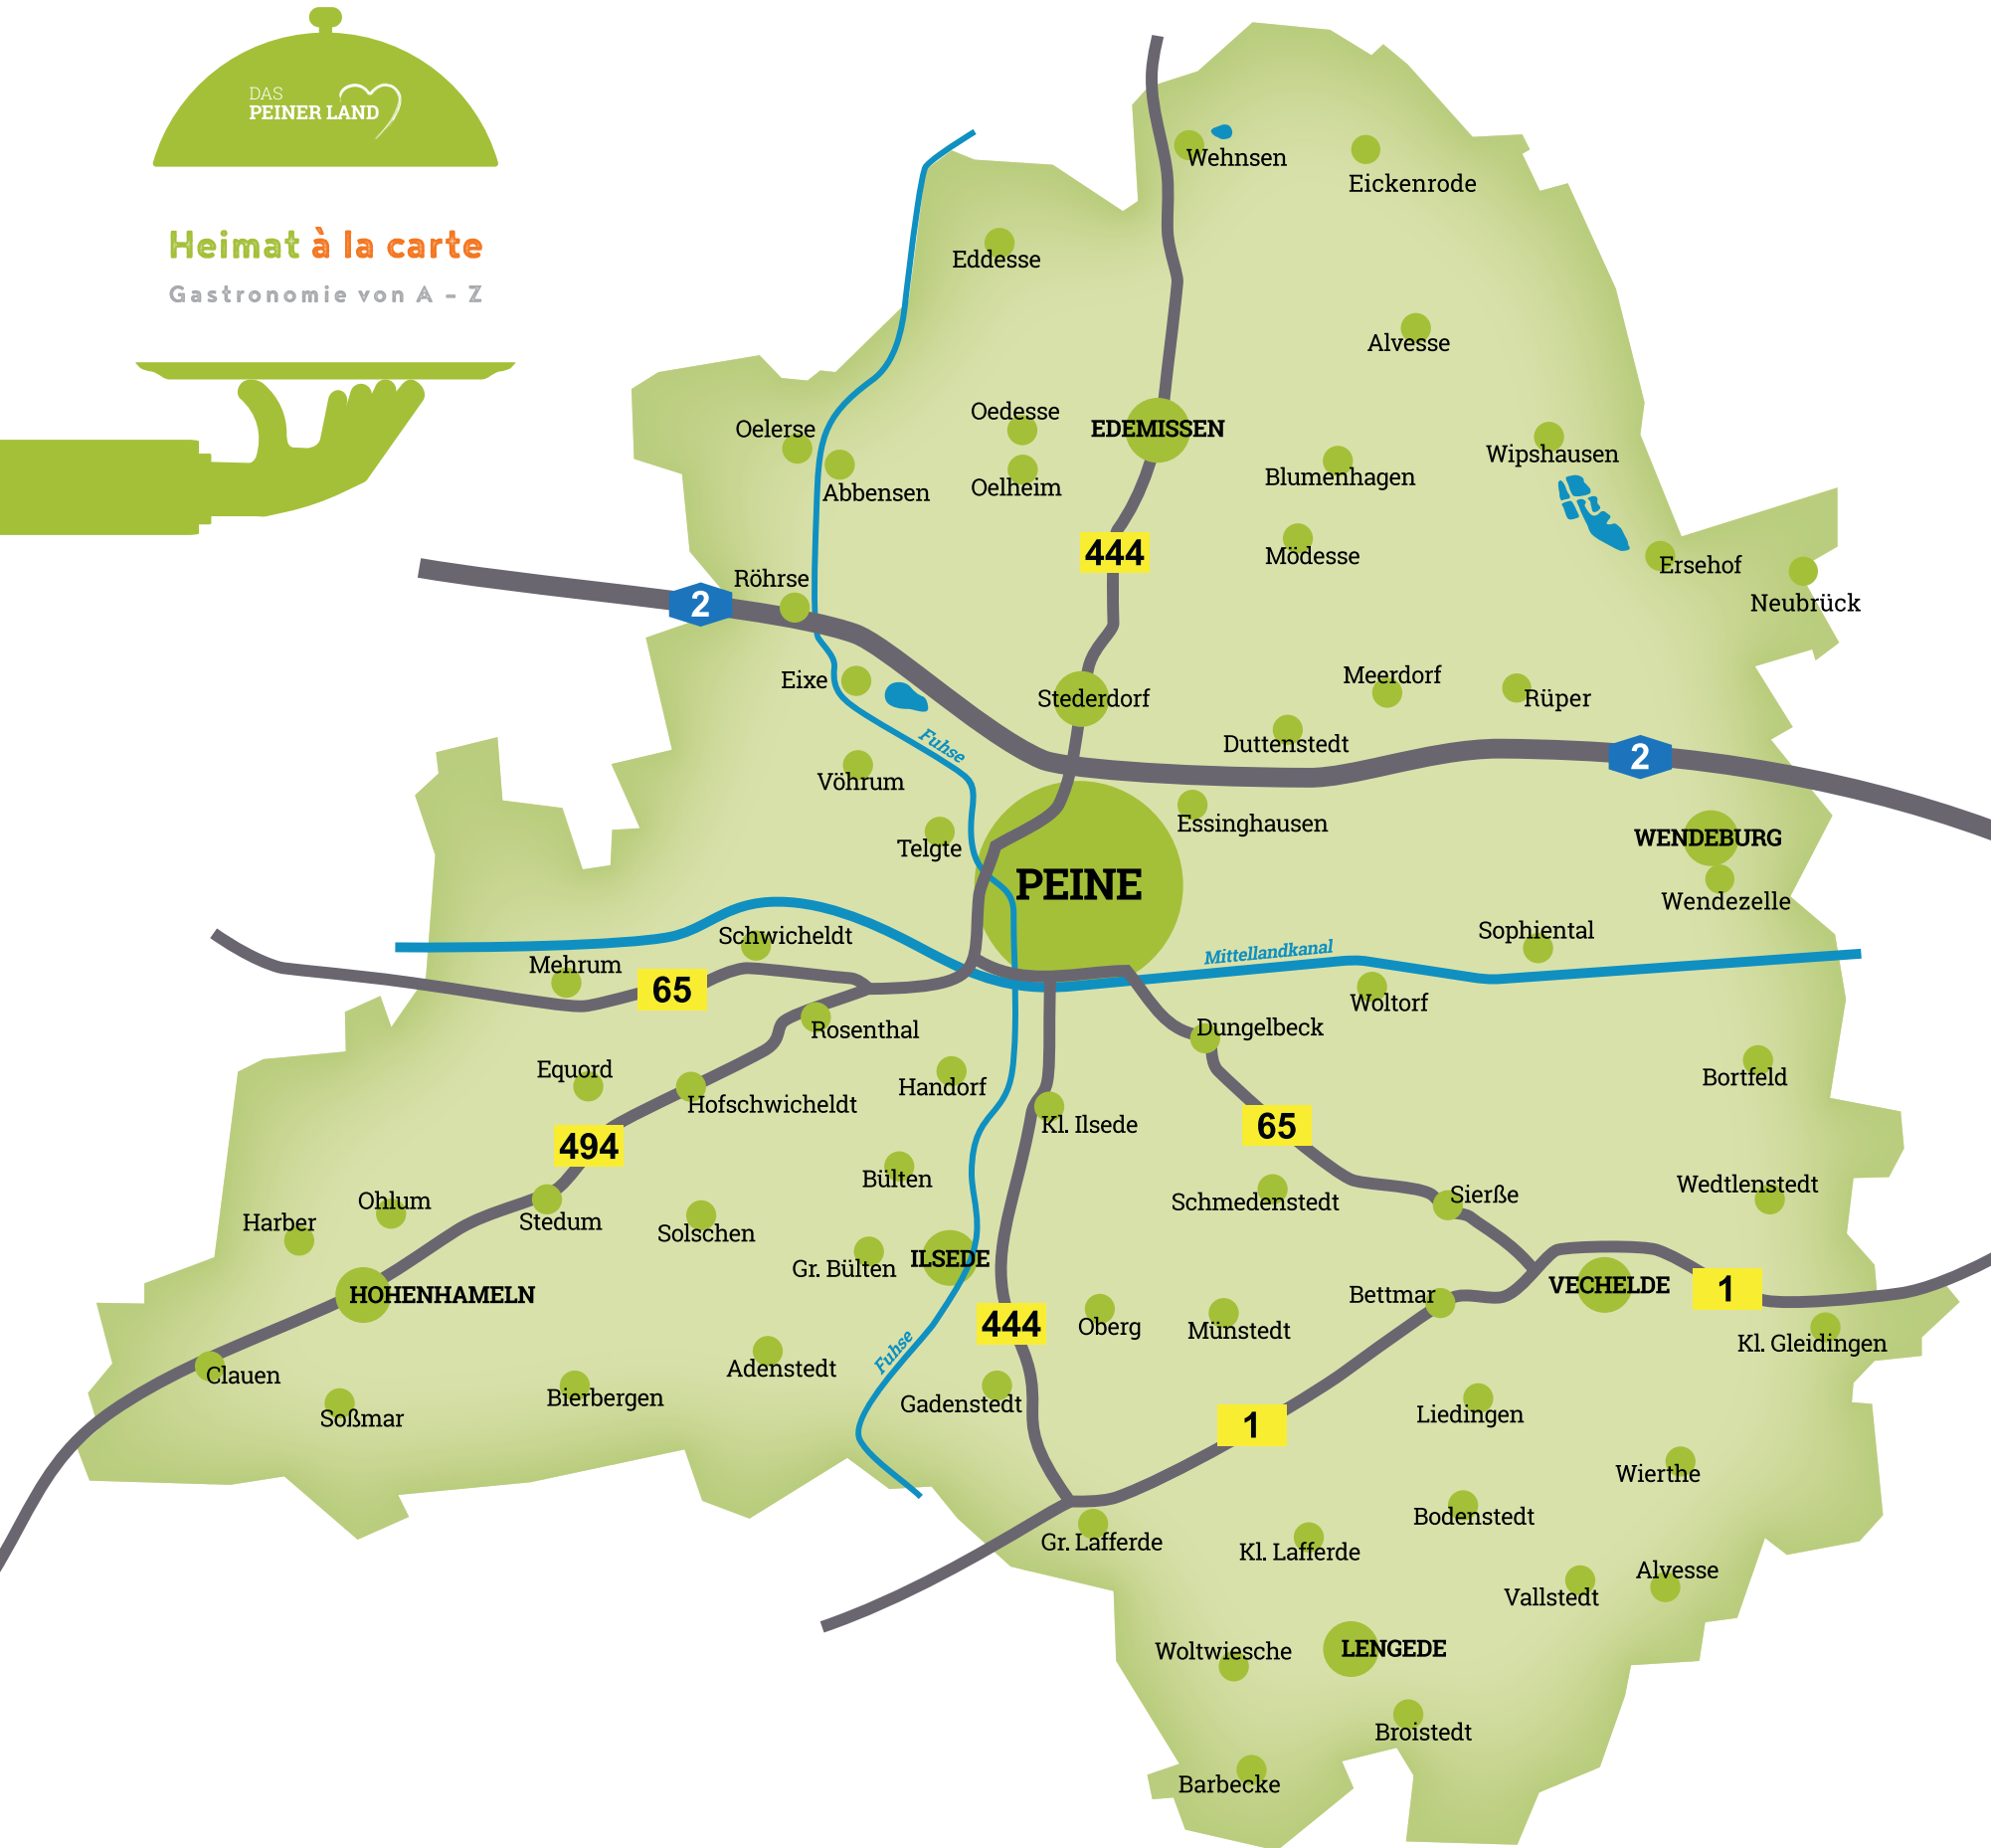 DAS
PEINER LAND
Heimat à la carte
Gastronomie von A – Z
Wehnsen
Eickenrode
Eddesse
Alvesse
Oedesse
Oelerse
EDEMISSEN
Wipshausen
Blumenhagen
Oelheim
Abbensen
444
Mödesse
Ersehof
Röhrse
2
Neubrück
Meerdorf
Eixe
Stederdorf
Rüper
Fuhse
Duttenstedt
2
Vöhrum
Essinghausen
WENDEBURG
Telgte
PEINE
Wendezelle
Sophiental
Schwicheldt
Mittellandkanal
Mehrum
65
Woltorf
Rosenthal
Dungelbeck
Equord
Bortfeld
Handorf
Hofschwicheldt
Kl. Ilsede
65
494
Bülten
Wedtlenstedt
Sierße
Ohlum
Schmedenstedt
Harber
Stedum
Solschen
ILSEDE
Gr. Bülten
VECHELDE
1
HOHENHAMELN
Bettmar
444
Oberg
Münstedt
Kl. Gleidingen
Fuhse
Adenstedt
Clauen
Bierbergen
Gadenstedt
Liedingen
Soßmar
1
Wierthe
Bodenstedt
Gr. Lafferde
Kl. Lafferde
Alvesse
Vallstedt
LENGEDE
Woltwiesche
Broistedt
Barbecke